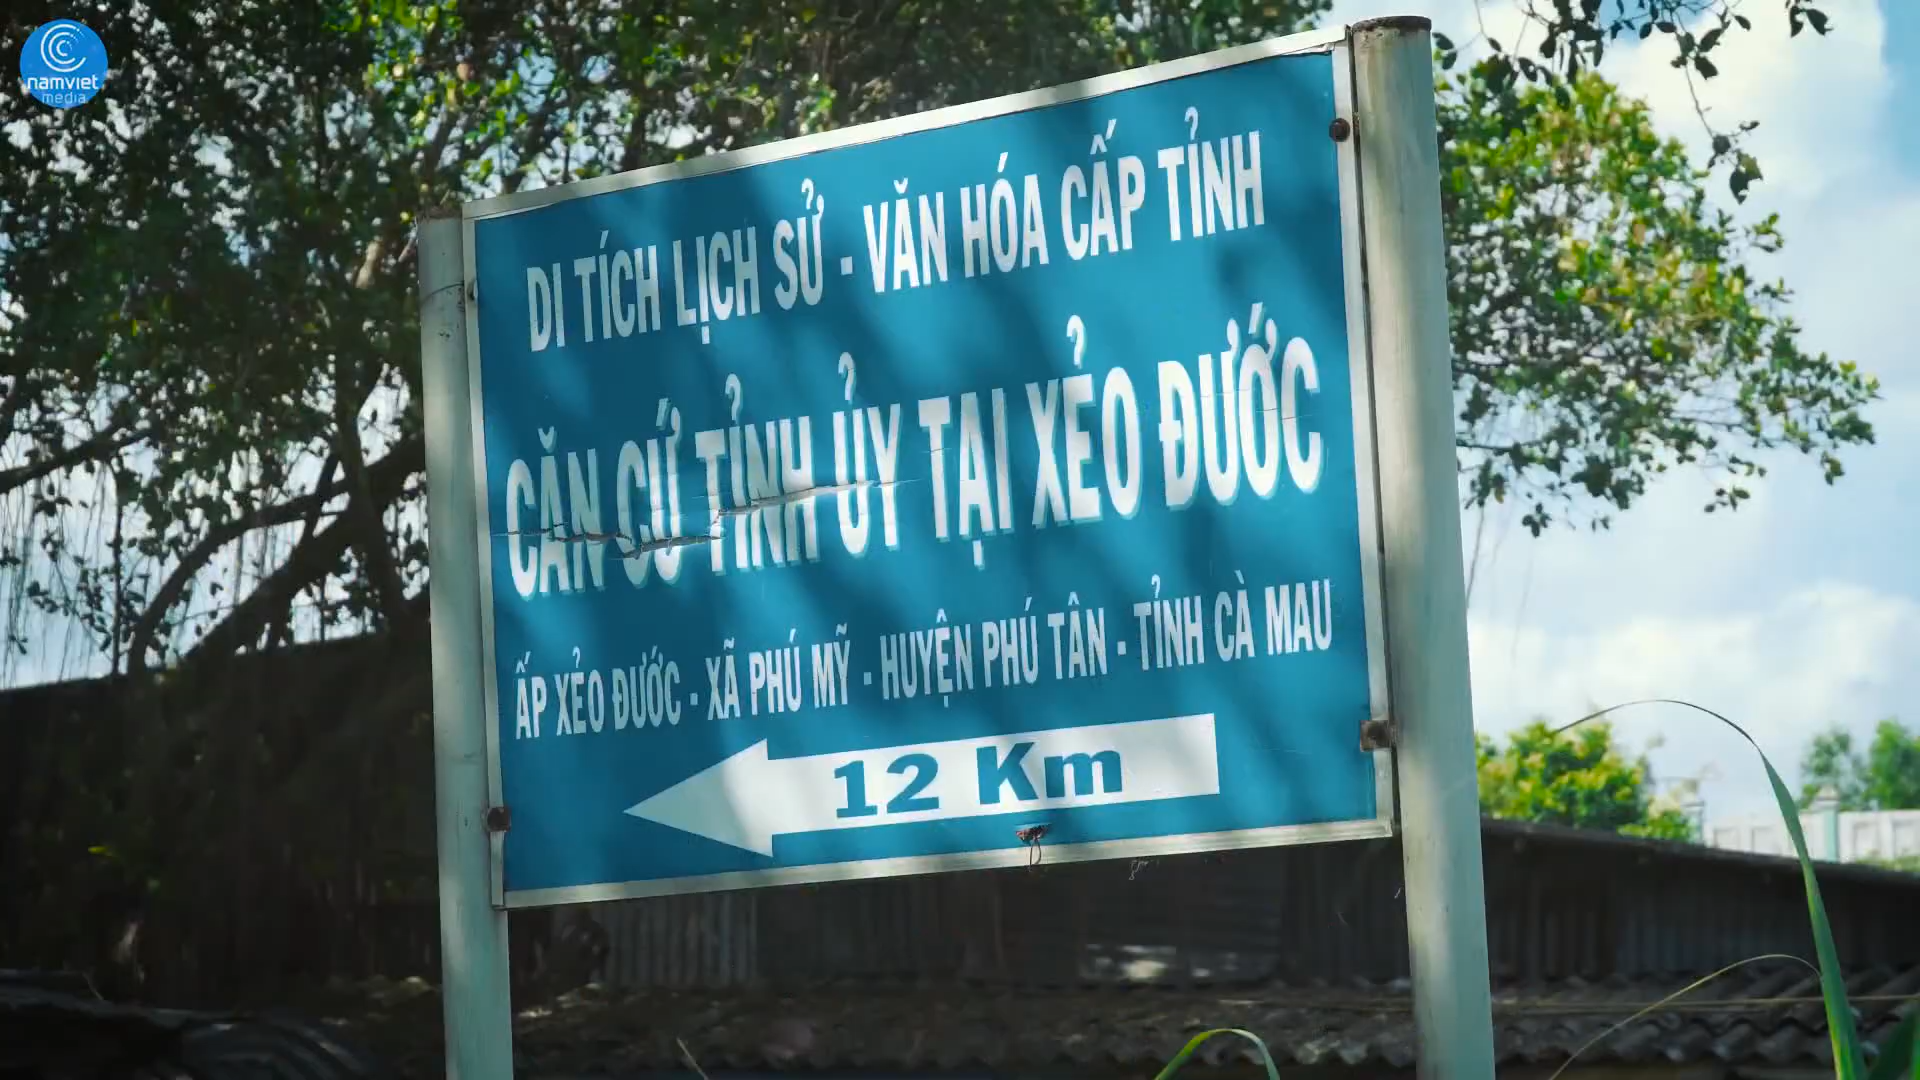 namviet
media
DI TÍCH LỊCH SỬ - VĂN HÓA CẤP TỈNH
CĂN CỨ TỈNH ỦY TẠI XẺO ĐƯỚC
ẤP XẺO ĐƯỚC - XÃ PHÚ MỸ - HUYỆN PHÚ TÂN - TỈNH CÀ MAU
12 Km